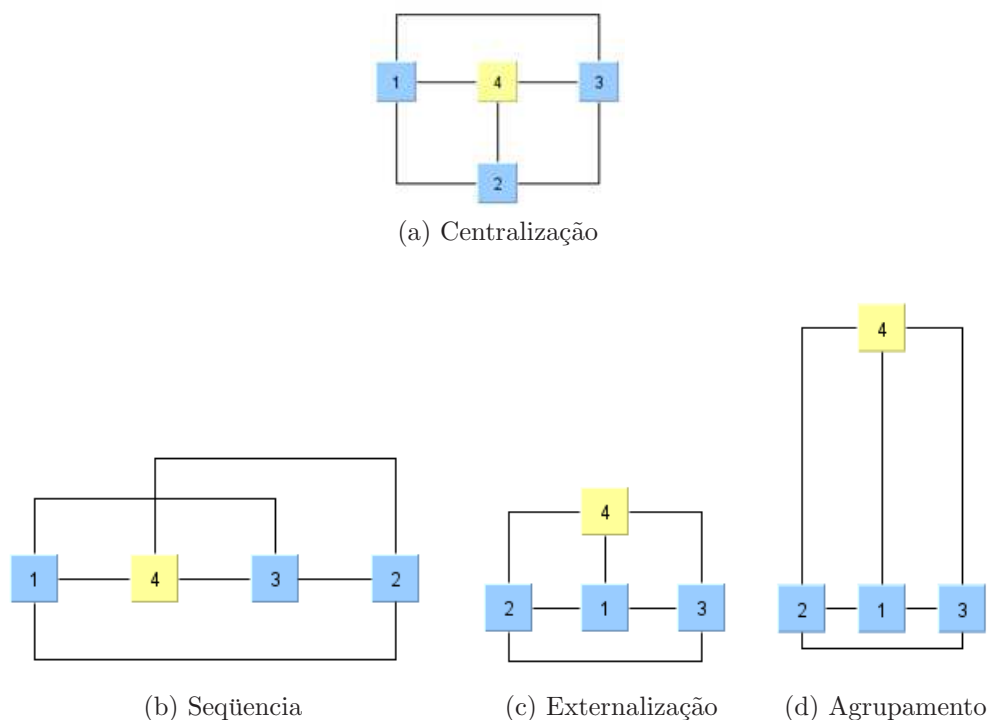 1 4 3
2
(a) Centralização
4
4
1 4 3 2
2 1 3
2 1 3
(b) Seqüencia
(c) Externalização
(d) Agrupamento